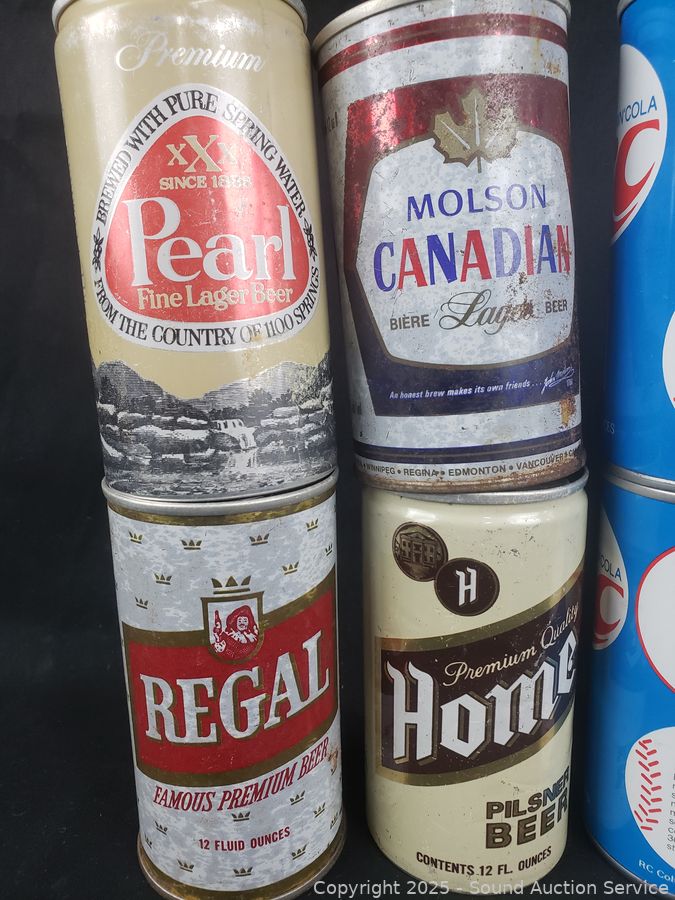 Premium
BREWED WITH PURE SPRING WATER
XXX
SINCE 1886
Pearl
Fine Lager Beer
FROM THE COUNTRY OF 1100 SPRINGS
MOLSON
CANADIAN
BIÈRE Lager BEER
An honest brew makes its own friends...
WINNIPEG • REGINA • EDMONTON • VANCOUVER •
COLA
C
REGAL
FAMOUS PREMIUM BEER
12 FLUID OUNCES
H
Premium Quality
Home
PILSNER
BEER
CONTENTS 12 FL. OUNCES
COLA
C
RC
Copyright 2025 - Sound Auction Service